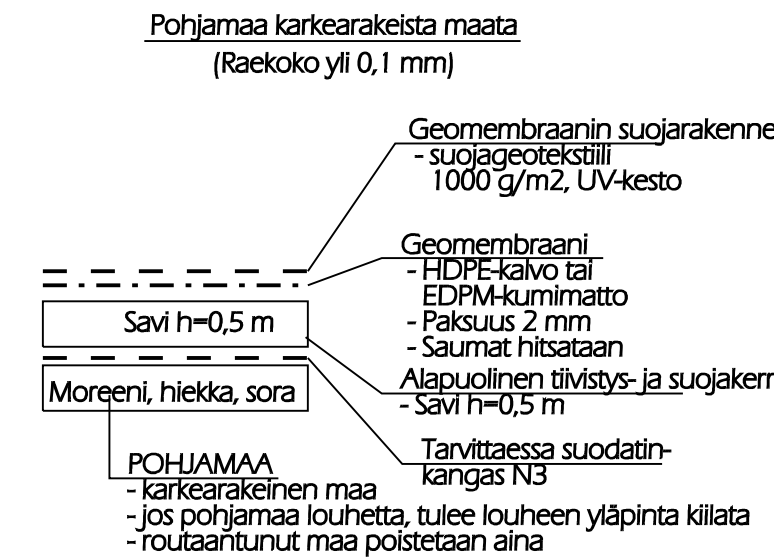 Pohjamaa karkearakeista maata
(Raekoko yli 0,1 mm)
Geomembraanin suojarakenne
- suojageotekstiili
1000 g/m2, UV-kesto
Geomembraani
- HDPE-kalvo tai
EDPM-kumimatto
- Paksuus 2 mm
- Saumat hitsataan
Savi h=0,5 m
Alapuolinen tiivistys- ja suojakerr
- Savi h=0,5 m
Moreeni, hiekka, sora
Tarvittaessa suodatin-
kangas N3
POHJAMAA
- karkearakeinen maa
- jos pohjamaa louhetta, tulee louheen yläpinta kiilata
- routaantunut maa poistetaan aina